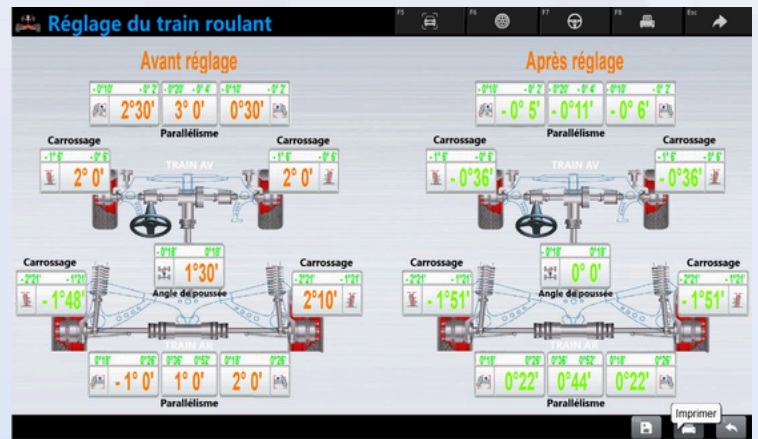 Réglage du train roulant
F5 F6 F7 F8 Esc
Avant réglage
- 0°10' - 0° 2' - 0°20' - 0° 4' - 0°10' - 0° 2'
2°30' 3° 0' 0°30'
Parallélisme
Carrossage Carrossage
- 1° 6' - 0° 6' - 1° 6' - 0° 6'
TRAIN AV
2° 0' 2° 0'
- 0°18' 0°18'
1°30'
Angle de poussée
Carrossage Carrossage
- 2°21' - 1°21' - 2°21' - 1°21'
- 1°48' 2°10'
TRAIN AR
0°18' 0°26' 0°36' 0°52' 0°18' 0°26'
- 1° 0' 1° 0' 2° 0'
Parallélisme
Après réglage
- 0°10' - 0° 2' - 0°20' - 0° 4' - 0°10' - 0° 2'
- 0° 5' - 0°11' - 0° 6'
Parallélisme
Carrossage Carrossage
- 1° 6' - 0° 6' - 1° 6' - 0° 6'
TRAIN AV
- 0°36' - 0°36'
- 0°18' 0°18'
0° 0'
Angle de poussée
Carrossage Carrossage
- 2°21' - 1°21' - 2°21' - 1°21'
- 1°51' - 1°51'
TRAIN AR
0°18' 0°26' 0°36' 0°52' 0°18' 0°26'
0°22' 0°44' 0°22'
Parallélisme
Imprimer